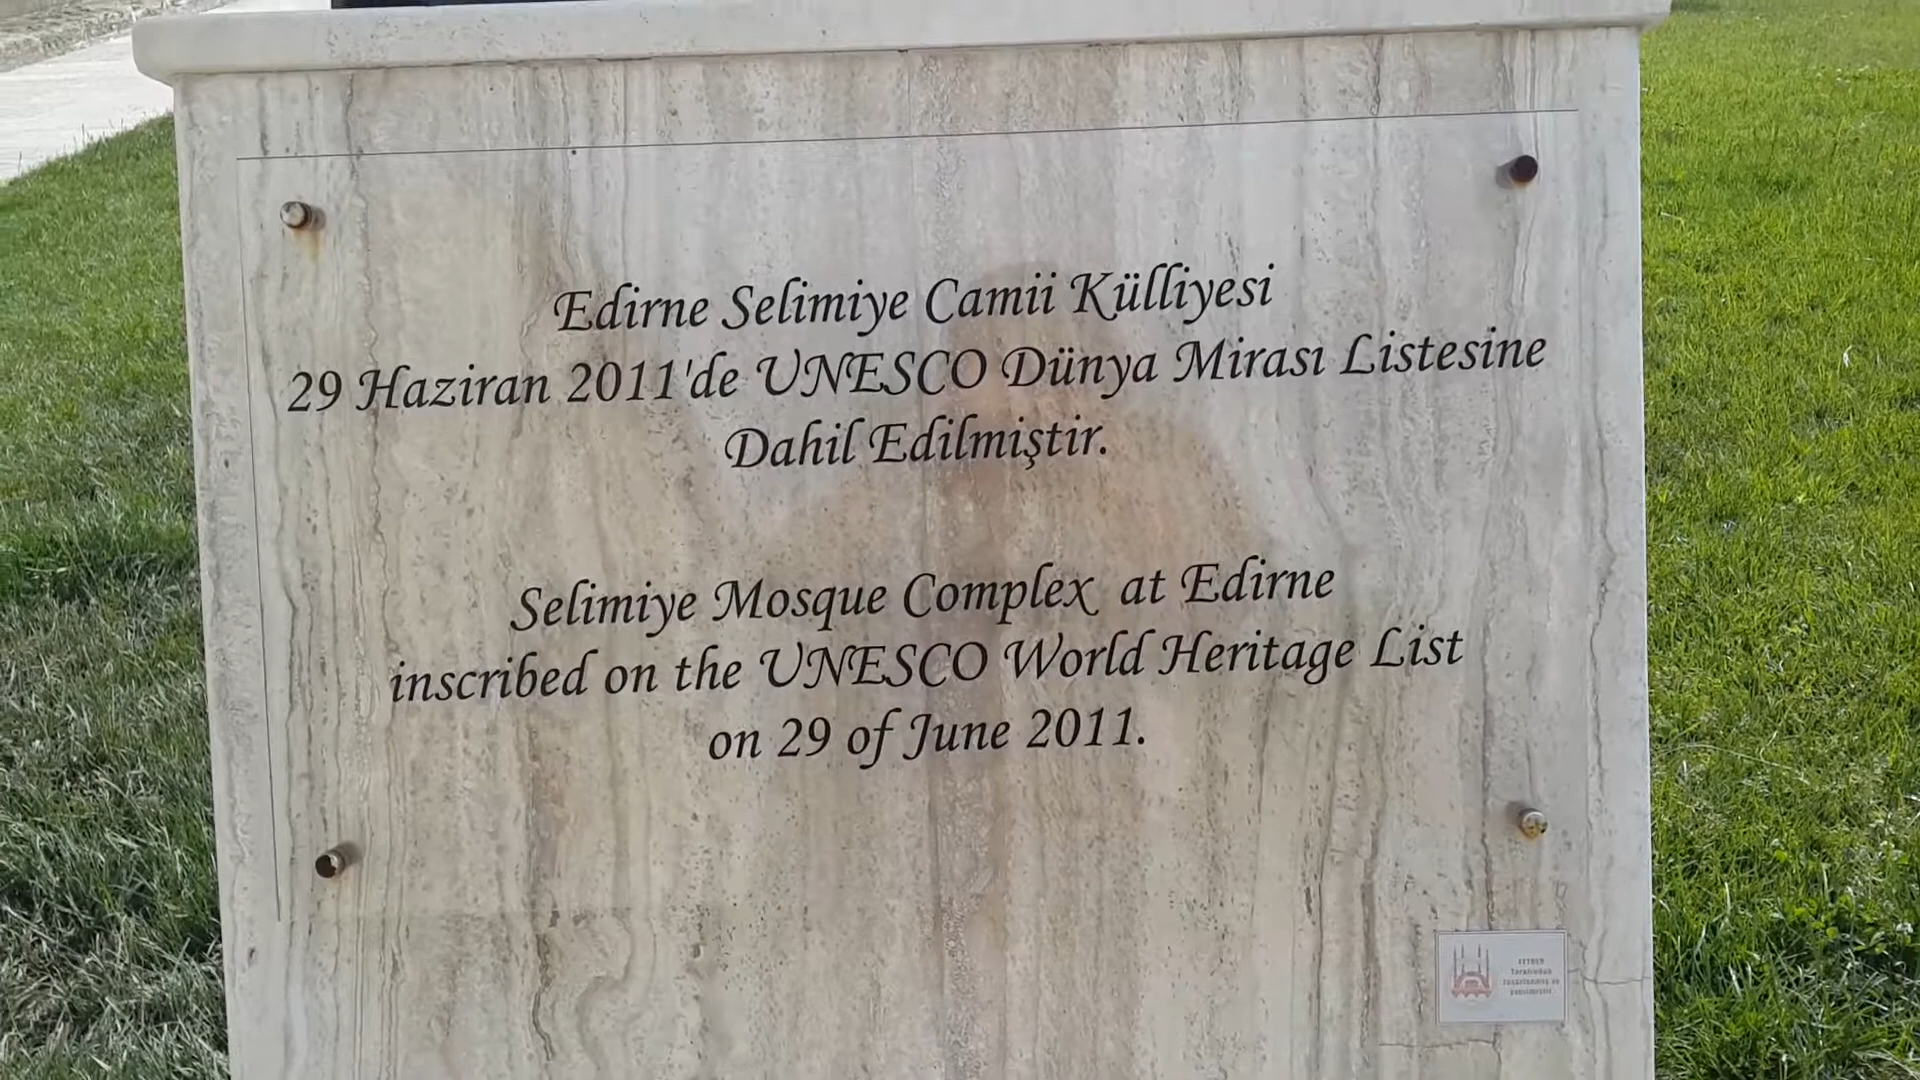 Edirne Selimiye Camii Külliyesi
29 Haziran 2011'de UNESCO Dünya Mirası Listesine
Dahil Edilmiştir.
Selimiye Mosque Complex at Edirne
inscribed on the UNESCO World Heritage List
on 29 of June 2011.